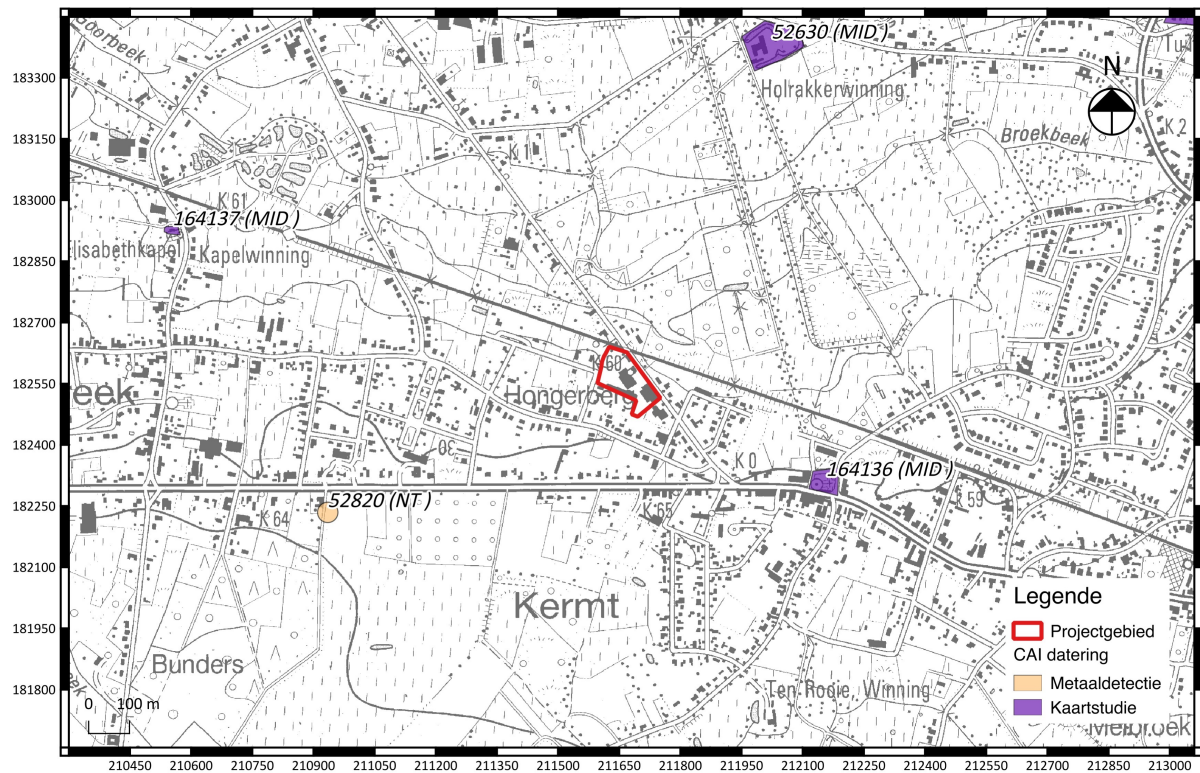 52630 (MID )
Holrakkerwinning
N
K 2
Broekbeek
K 1
K 61
164137 (MID )
Kapelwinning
K 60
Hongerberg
eek
K 0
164136 (MID )
52820 (NT )
K 64
K 65
K 59
Kermt
Bunders
Ten Roye, Winning
Legende
Projectgebied
CAI datering
Metaaldetectie
Kaartstudie
0 100 m
183300
183150
183000
182850
182700
182550
182400
182250
182100
181950
181800
210450 210600 210750 210900 211050 211200 211350 211500 211650 211800 211950 212100 212250 212400 212550 212700 212850 213000